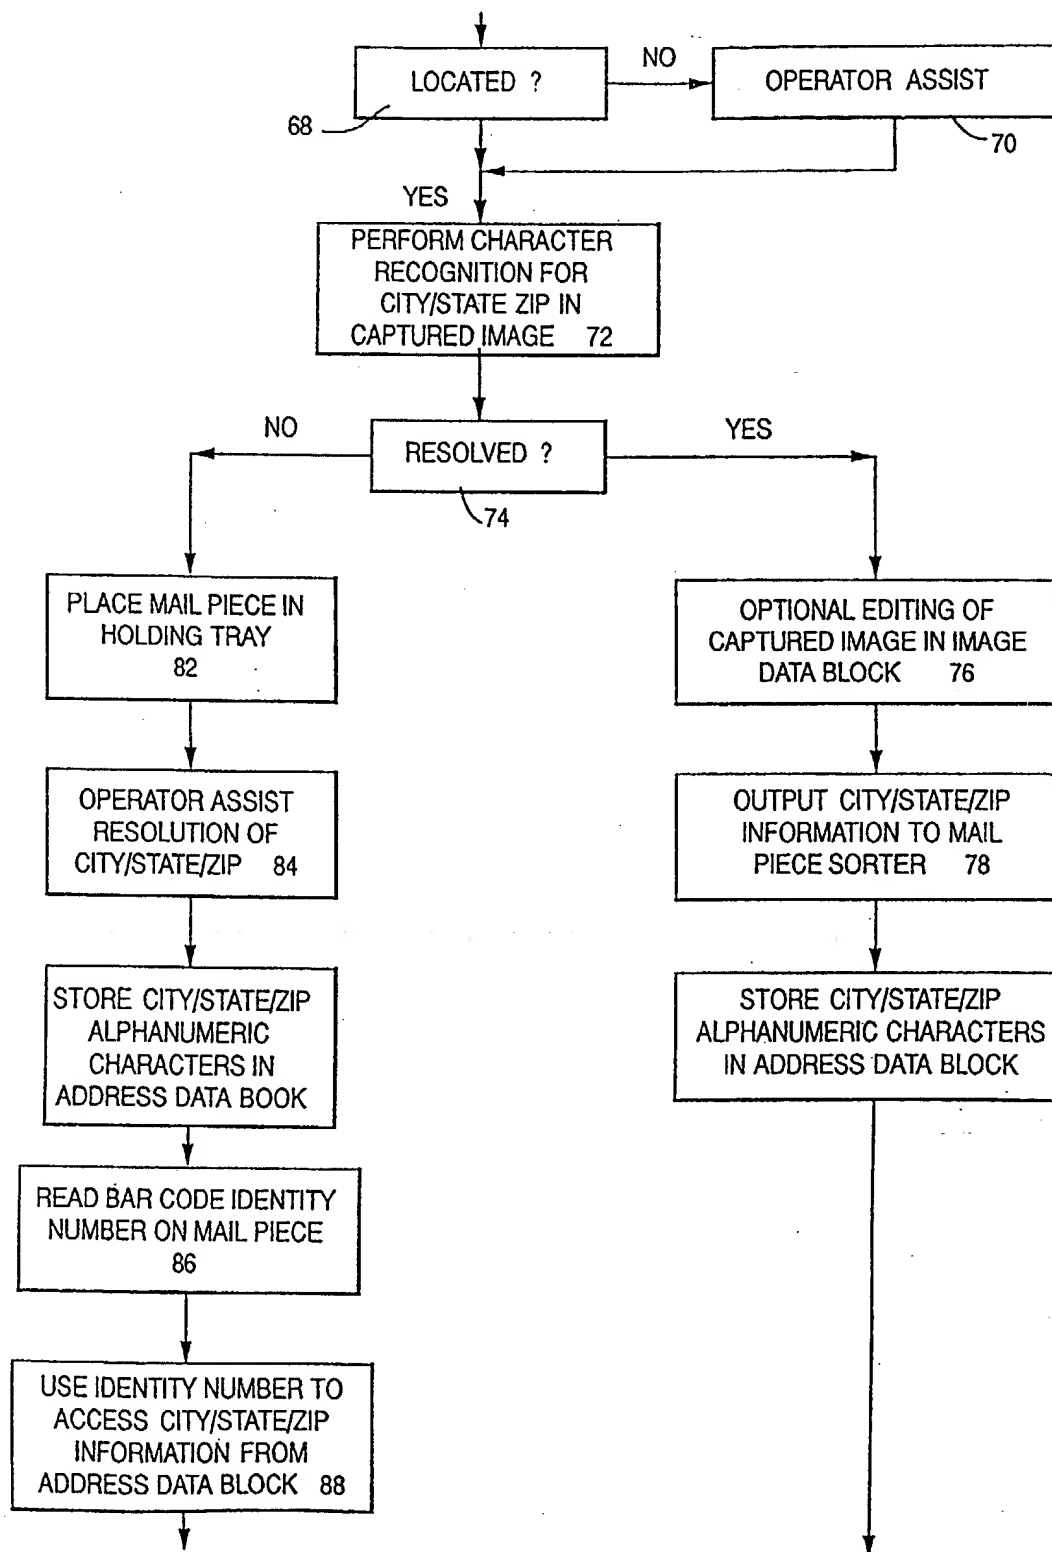 LOCATED ?
NO
OPERATOR ASSIST
68
70
YES
PERFORM CHARACTER
RECOGNITION FOR
CITY/STATE ZIP IN
CAPTURED IMAGE 72
NO
RESOLVED ?
YES
74
PLACE MAIL PIECE IN
HOLDING TRAY
82
OPERATOR ASSIST
RESOLUTION OF
CITY/STATE/ZIP 84
STORE CITY/STATE/ZIP
ALPHANUMERIC
CHARACTERS IN
ADDRESS DATA BOOK
READ BAR CODE IDENTITY
NUMBER ON MAIL PIECE
86
USE IDENTITY NUMBER TO
ACCESS CITY/STATE/ZIP
INFORMATION FROM
ADDRESS DATA BLOCK 88
OPTIONAL EDITING OF
CAPTURED IMAGE IN IMAGE
DATA BLOCK 76
OUTPUT CITY/STATE/ZIP
INFORMATION TO MAIL
PIECE SORTER 78
STORE CITY/STATE/ZIP
ALPHANUMERIC CHARACTERS
IN ADDRESS DATA BLOCK